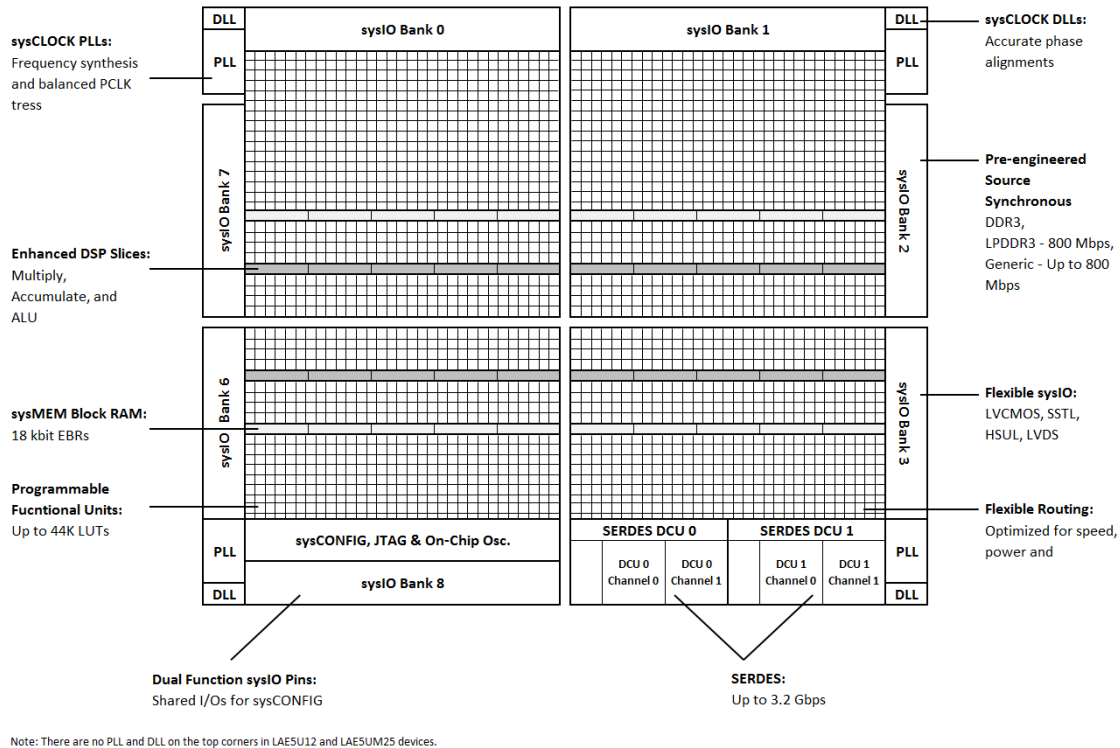 DLL
sysIO Bank 0
sysIO Bank 1
DLL
sysCLOCK DLLs:
Accurate phase
alignments
sysCLOCK PLLs:
Frequency synthesis
and balanced PCLK
tress
PLL
PLL
sysIO Bank 7
sysIO Bank 2
Pre-engineered
Source
Synchronous
DDR3,
LPDDR3 - 800 Mbps,
Generic - Up to 800
Mbps
Enhanced DSP Slices:
Multiply,
Accumulate, and
ALU
sysIO Bank 6
sysIO Bank 3
sysMEM Block RAM:
18 kbit EBRs
Flexible sysIO:
LVCMOS, SSTL,
HSUL, LVDS
Programmable
Fucntional Units:
Up to 44K LUTs
Flexible Routing:
Optimized for speed,
power and
PLL
sysCONFIG, JTAG & On-Chip Osc.
SERDES DCU 0
SERDES DCU 1
PLL
DCU 0
Channel 0
DCU 0
Channel 1
DCU 1
Channel 0
DCU 1
Channel 1
DLL
sysIO Bank 8
DLL
Dual Function sysIO Pins:
Shared I/Os for sysCONFIG
SERDES:
Up to 3.2 Gbps
Note: There are no PLL and DLL on the top corners in LAE5U12 and LAE5UM25 devices.